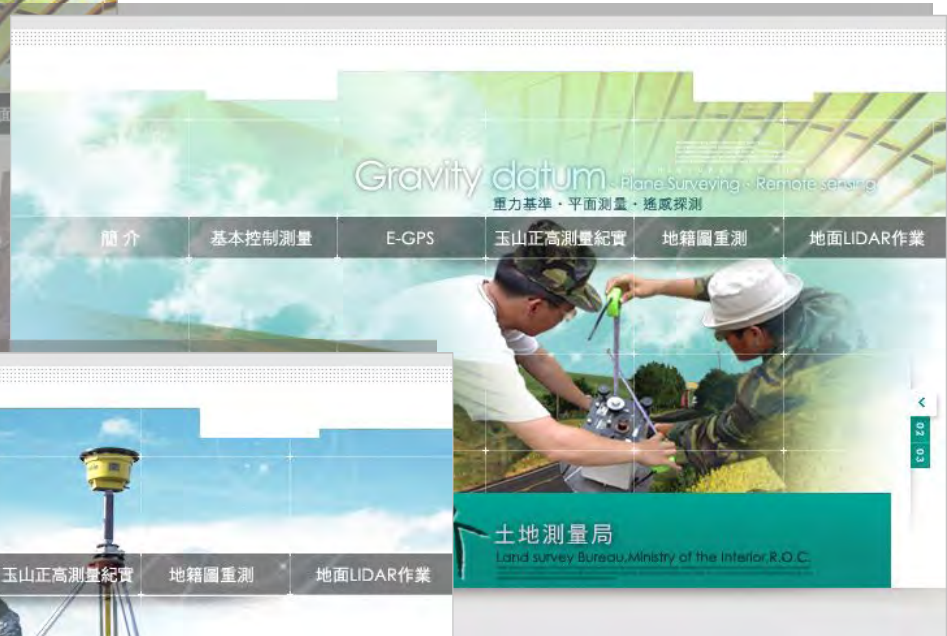 Gravity datum · Plane Surveying · Remote sensing
重力基準・平面測量・遙感探測
簡介 基本控制測量 E-GPS 玉山正高測量紀實 地籍圖重測 地面LIDAR作業
02 03
土地測量局
Land survey Bureau,Ministry of the Interior,R.O.C.
玉山正高測量紀實 地籍圖重測 地面LIDAR作業